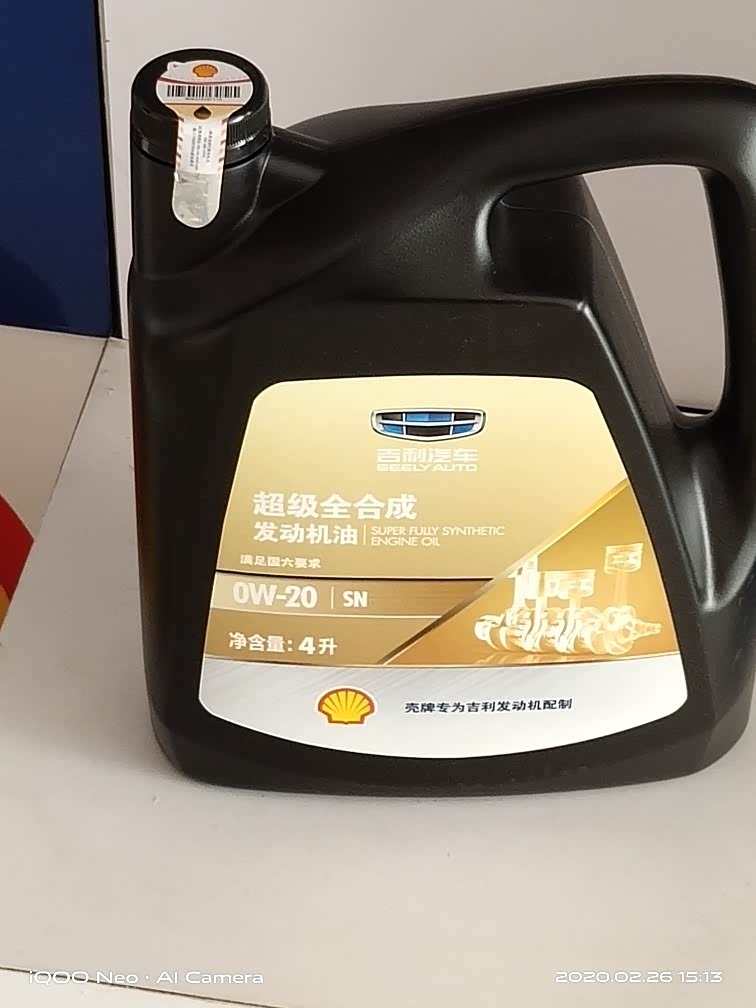 吉利汽车
GEELY AUTO
超级全合成
发动机油
SUPER FULLY SYNTHETIC
ENGINE OIL
满足国六要求
0W-20 SN
净含量: 4升
壳牌专为吉利发动机配制
iQOO Neo · AI Camera
2020.02.26 15:13